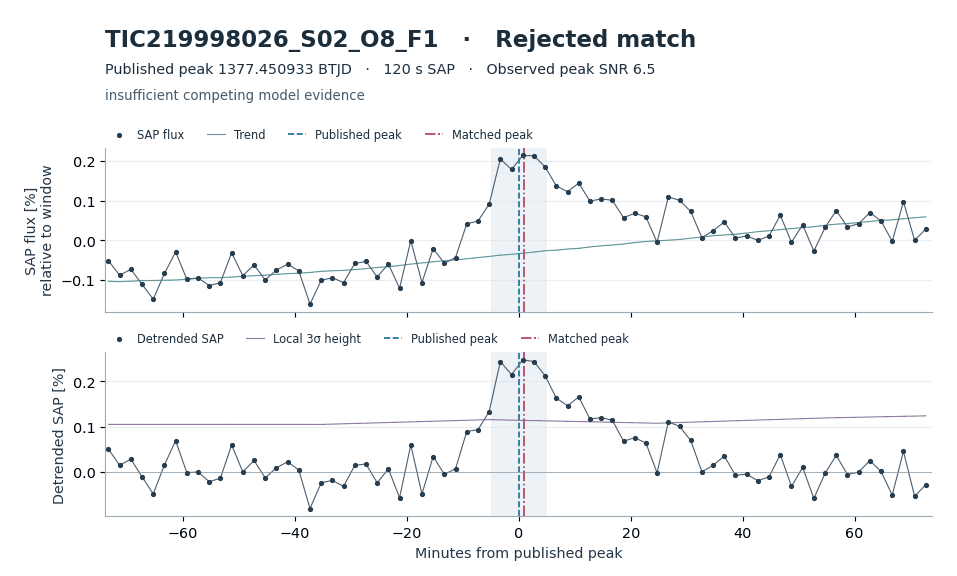 TIC219998026_S02_O8_F1 · Rejected match
Published peak 1377.450933 BTJD · 120 s SAP · Observed peak SNR 6.5
insufficient competing model evidence
SAP flux Trend Published peak Matched peak
SAP flux [%]
relative to window
0.2
0.1
0.0
−0.1
Detrended SAP Local 3σ height Published peak Matched peak
Detrended SAP [%]
0.2
0.1
0.0
−60 −40 −20 0 20 40 60
Minutes from published peak